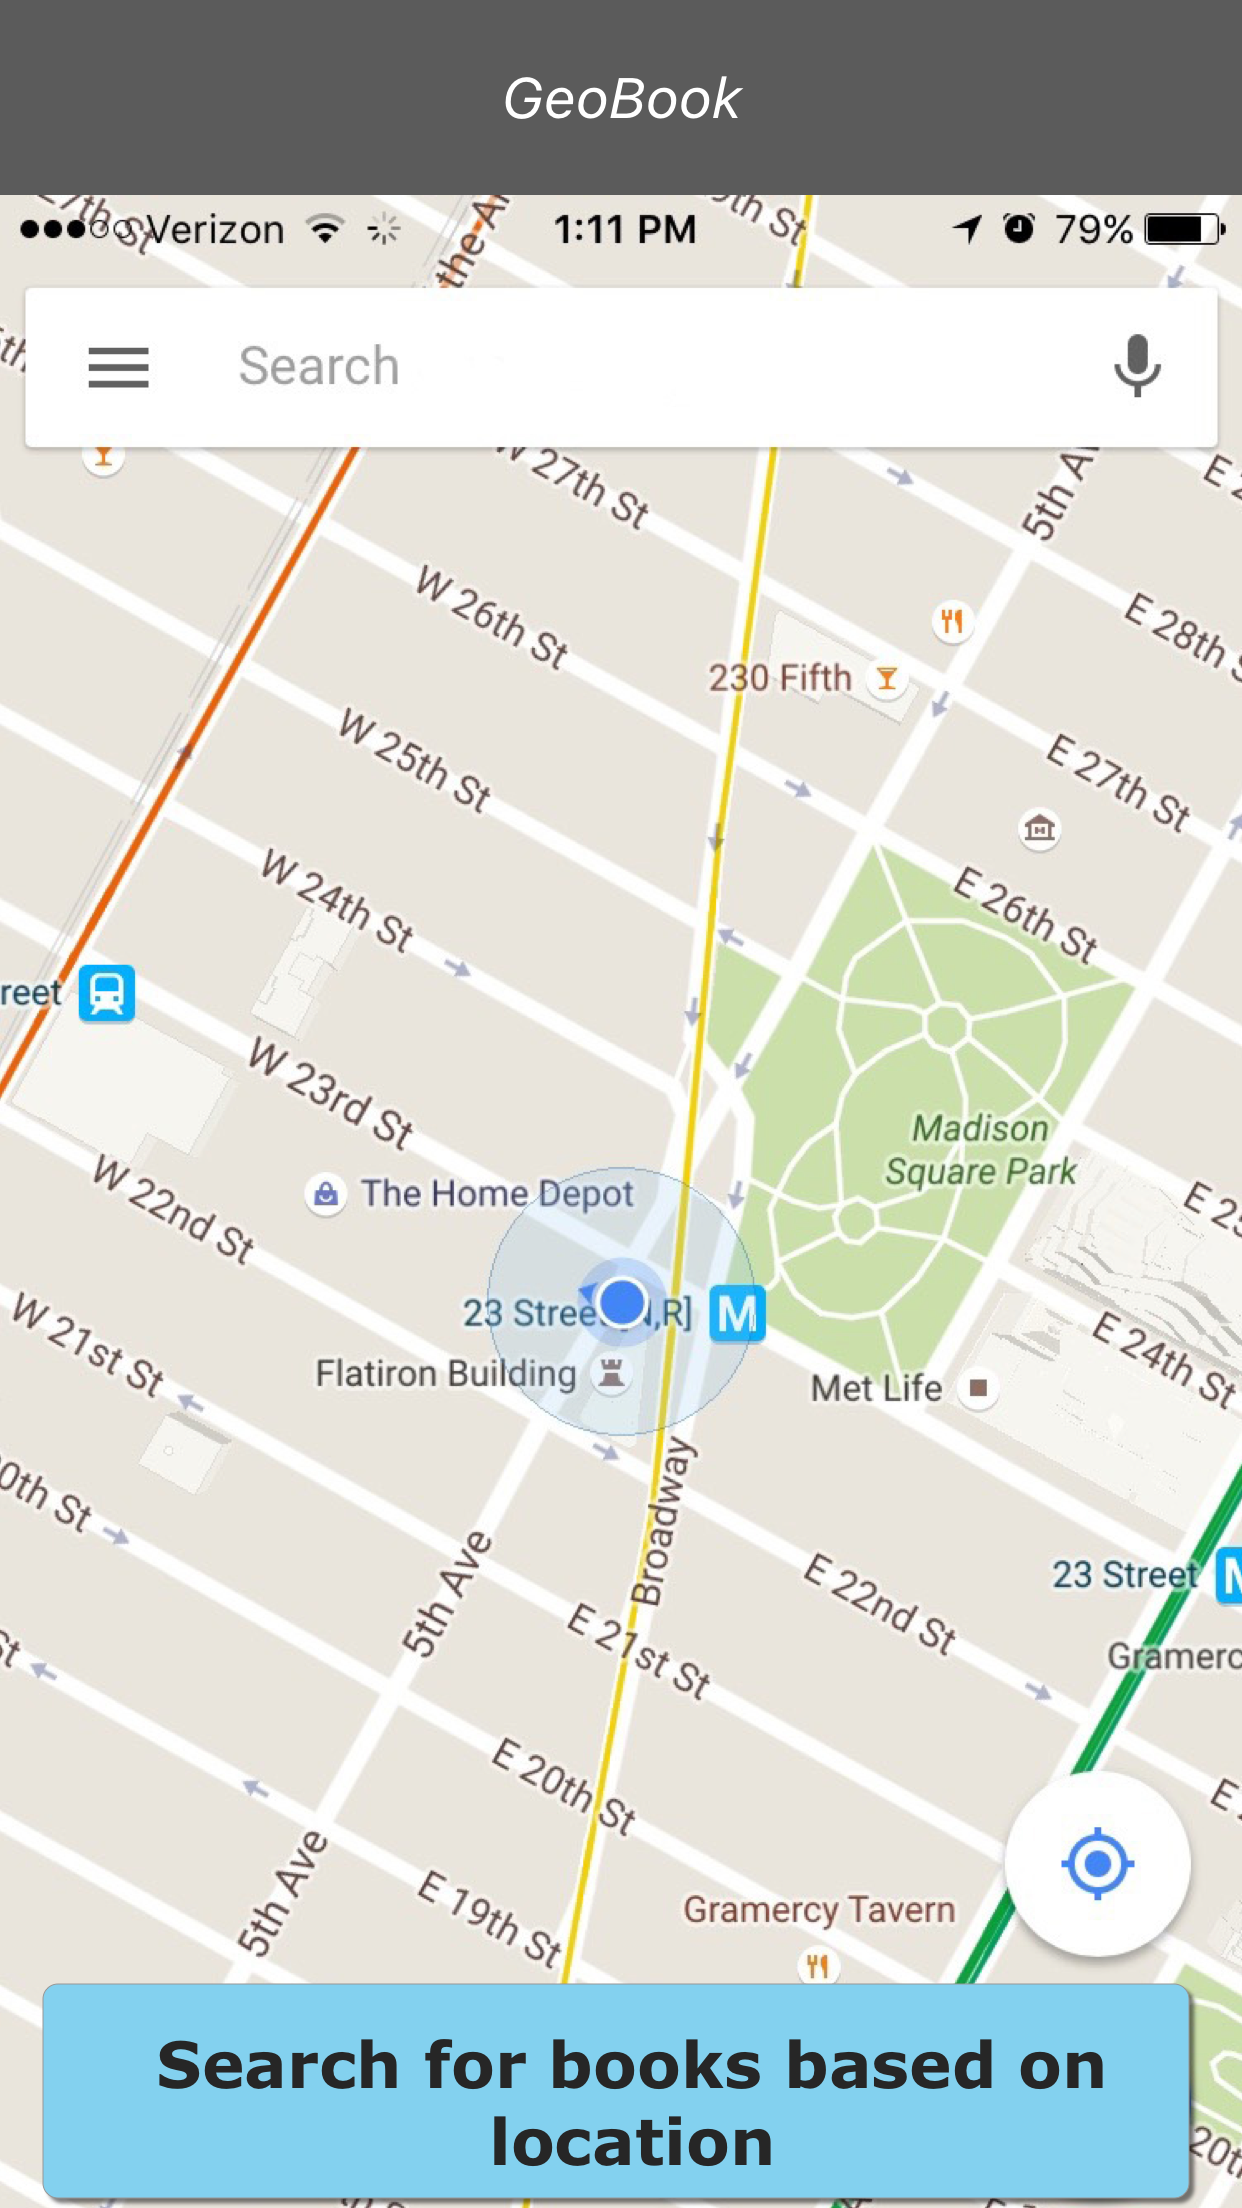 GeoBook
Verizon
1:11 PM
79%
Search
W 27th St
5th
E 28th
W 26th St
230 Fifth
W 25th St
E 27th St
W 24th St
E 26th St
W 23rd St
Madison
Square Park
The Home Depot
W 22nd St
M
Flatiron Building
Met Life
W 21st St
E 24th St
Broadway
5th Ave
23 Street
E 22nd St
E 21st St
E 20th St
5th Ave
E 19th St
Gramercy Tavern
Search for books based on
location